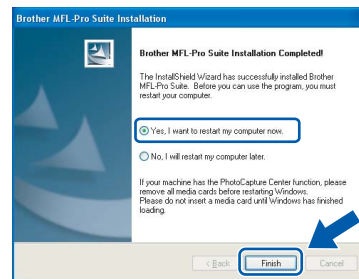 Brother MFL-Pro Suite Installation
Brother MFL-Pro Suite Installation Completed!
The InstallShield Wizard has successfully installed Brother
MFL-Pro Suite. Before you can use the program, you must
restart your computer.
Yes, I want to restart my computer now.
No, I will restart my computer later.
If your machine has the PhotoCapture Center function, please
remove all media cards before restarting Windows.
Please do not insert a media card until Windows has finished
loading.
< Back
Finish
Cancel